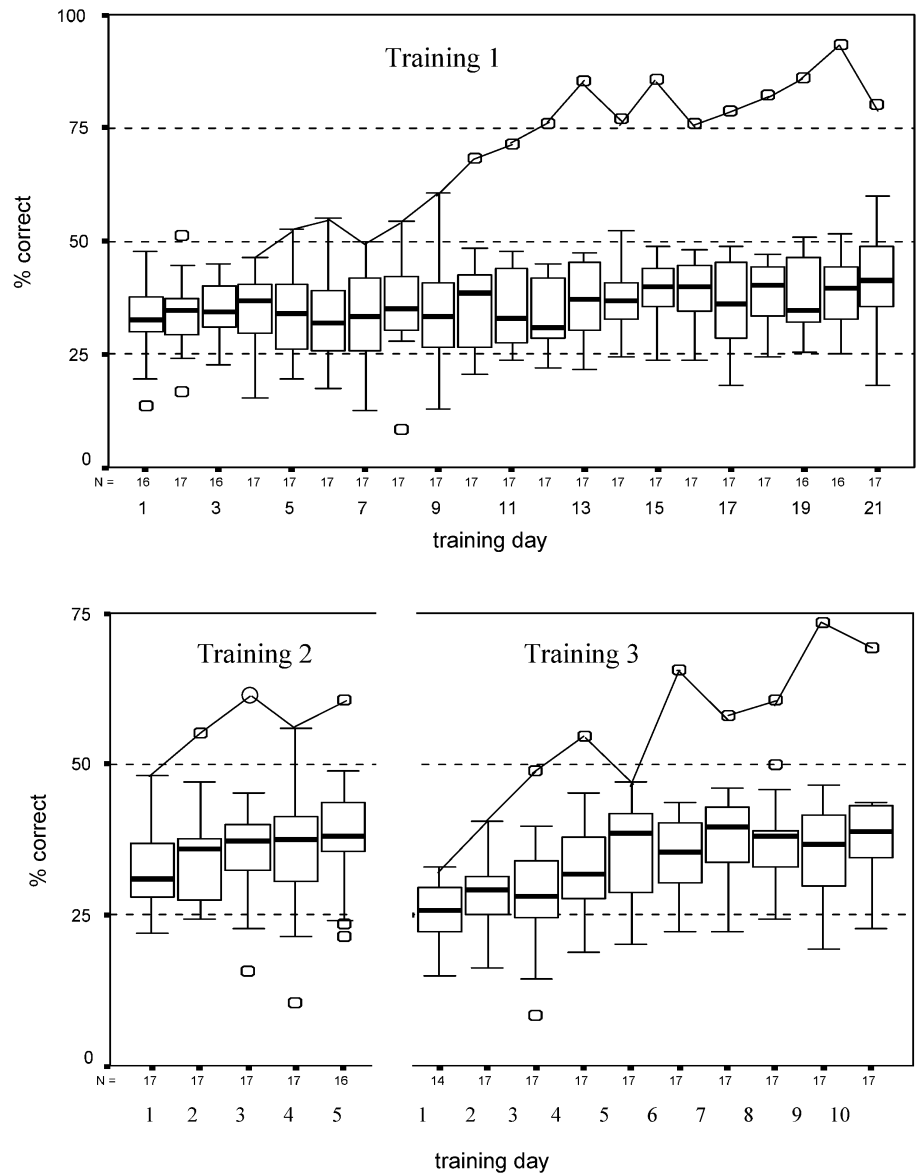 100
Training 1
75
% correct
50
25
0
N = 16 17 16 17 17 17 17 17 17 17 17 17 17 17 17 17 17 17 16 16 17
1 3 5 7 9 11 13 15 17 19 21
training day
75
Training 2 Training 3
50
% correct
25
0
N = 17 17 17 17 16 14 17 17 17 17 17 17 17 17 17
1 2 3 4 5 1 2 3 4 5 6 7 8 9 10
training day